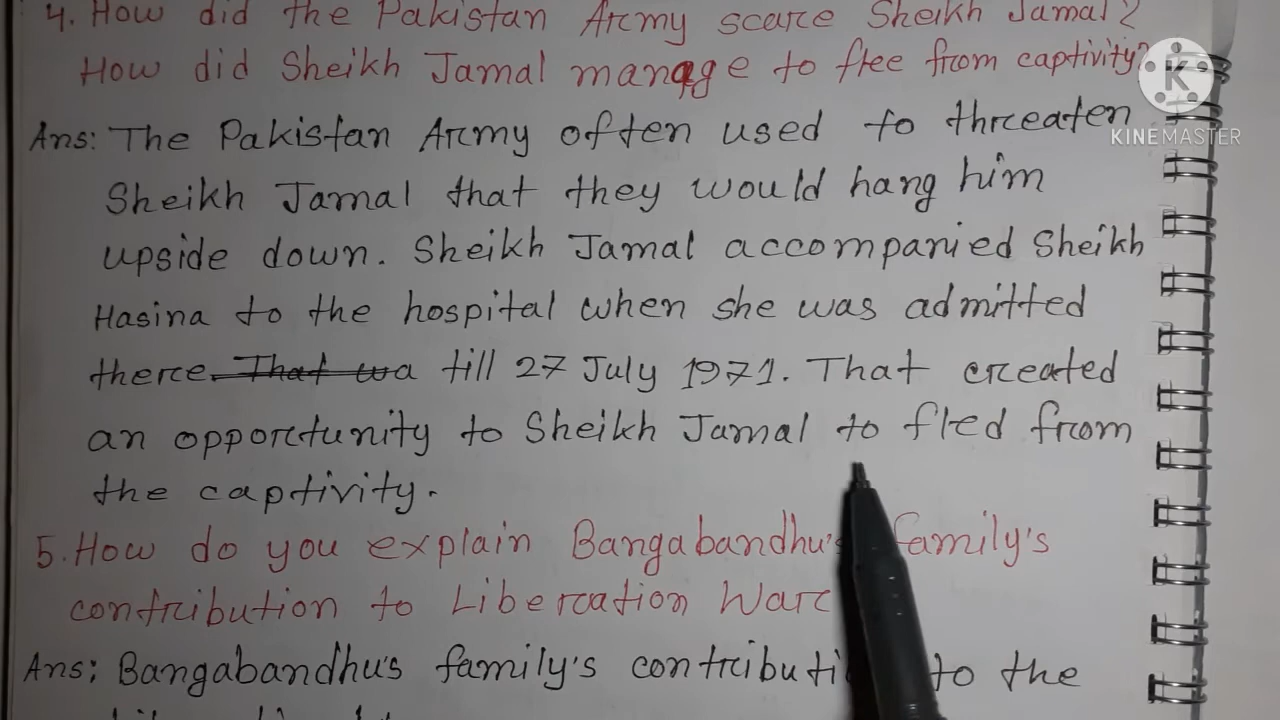 4. How did the Pakistan Army scare Sheikh Jamal?
How did Sheikh Jamal manage to flee from captivity?
Ans: The Pakistan Army often used to threaten
Sheikh Jamal that they would hang him
upside down. Sheikh Jamal accompanied Sheikh
Hasina to the hospital when she was admitted
there. That wa till 27 July 1971. That created
an opportunity to Sheikh Jamal to fled from
the captivity.
5. How do you explain Bangabandhu's family's
contribution to Liberation War
Ans: Bangabandhu's family's contributi to the
K
KINEMASTER